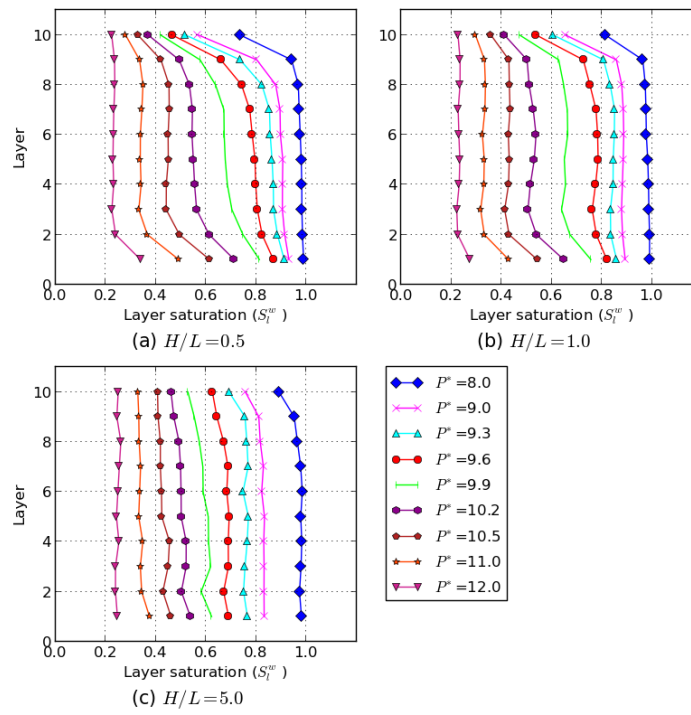 10
8
6
4
2
0
Layer
0.0 0.2 0.4 0.6 0.8 1.0
Layer saturation (S_l^w )
(a) H/L=0.5
10
8
6
4
2
0
0.0 0.2 0.4 0.6 0.8 1.0
Layer saturation (S_l^w )
(b) H/L=1.0
10
8
6
4
2
0
Layer
0.0 0.2 0.4 0.6 0.8 1.0
Layer saturation (S_l^w )
(c) H/L=5.0
P*=8.0
P*=9.0
P*=9.3
P*=9.6
P*=9.9
P*=10.2
P*=10.5
P*=11.0
P*=12.0